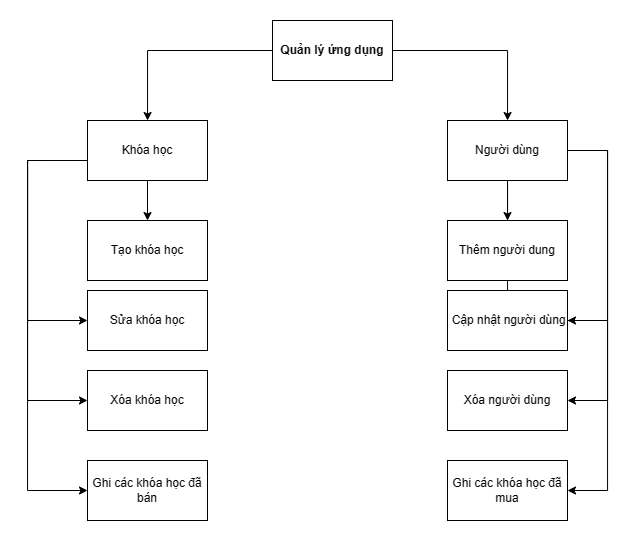 Quản lý ứng dụng
Khóa học
Người dùng
Tạo khóa học
Thêm người dung
Sửa khóa học
Cập nhật người dùng
Xóa khóa học
Xóa người dùng
Ghi các khóa học đã
bán
Ghi các khóa học đã
mua